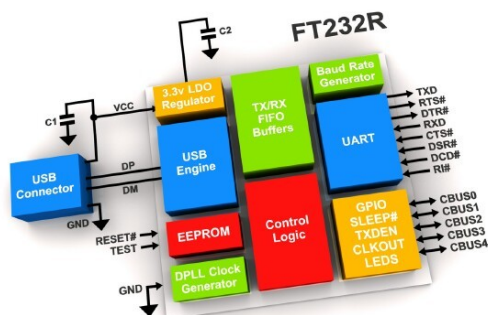 FT232R
C2
3.3v LDO
Regulator
Baud Rate
Generator
C1
VCC
TX/RX
FIFO
Buffers
UART
TXD
RTS#
DTR#
RXD
CTS#
DSR#
DCD#
RI#
USB
Connector
DP
DM
GND
USB
Engine
RESET#
TEST
EEPROM
Control
Logic
GPIO
SLEEP#
TXDEN
CLKOUT
LEDS
CBUS0
CBUS1
CBUS2
CBUS3
CBUS4
GND
DPLL Clock
Generator